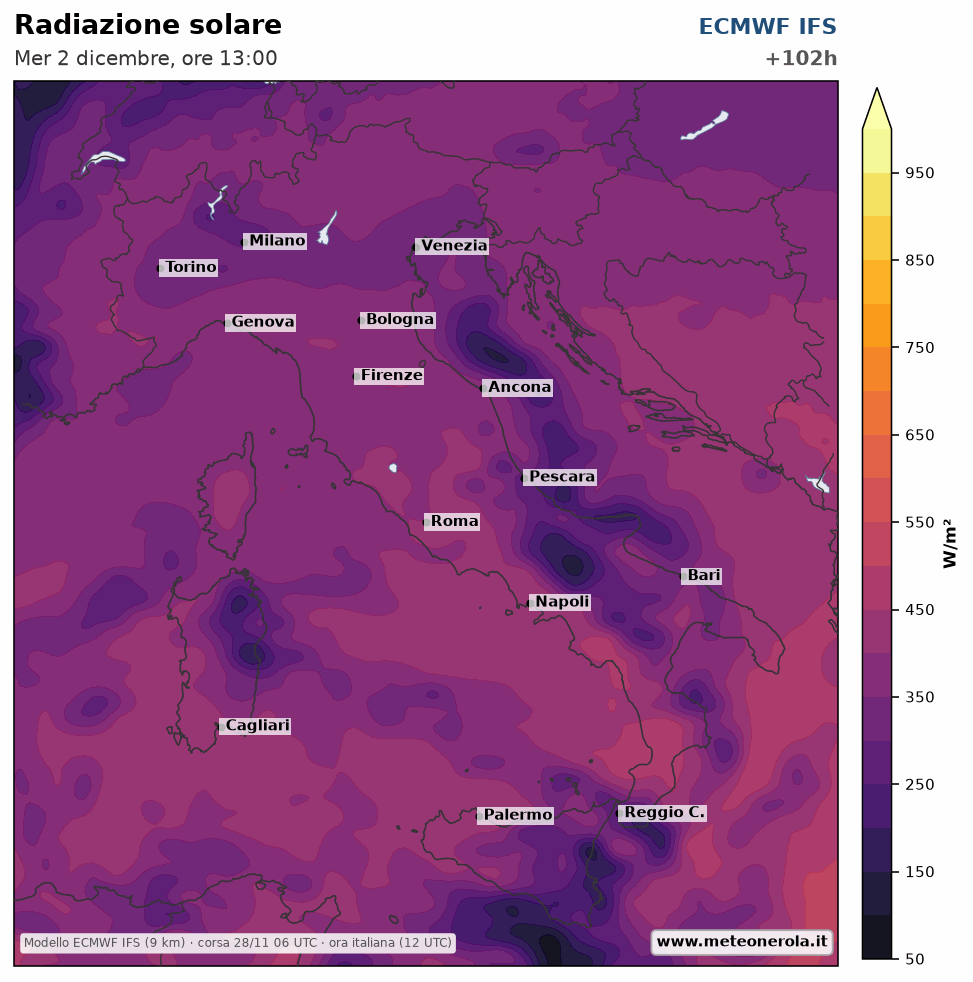 Radiazione solare
ECMWF IFS
Mer 2 dicembre, ore 13:00
+102h
Milano
Venezia
Torino
Genova
Bologna
Firenze
Ancona
Pescara
Roma
Bari
Napoli
Cagliari
Palermo
Reggio C.
950
850
750
650
550
450
350
250
150
50
W/m²
Modello ECMWF IFS (9 km) · corsa 28/11 06 UTC · ora italiana (12 UTC)
www.meteonerola.it